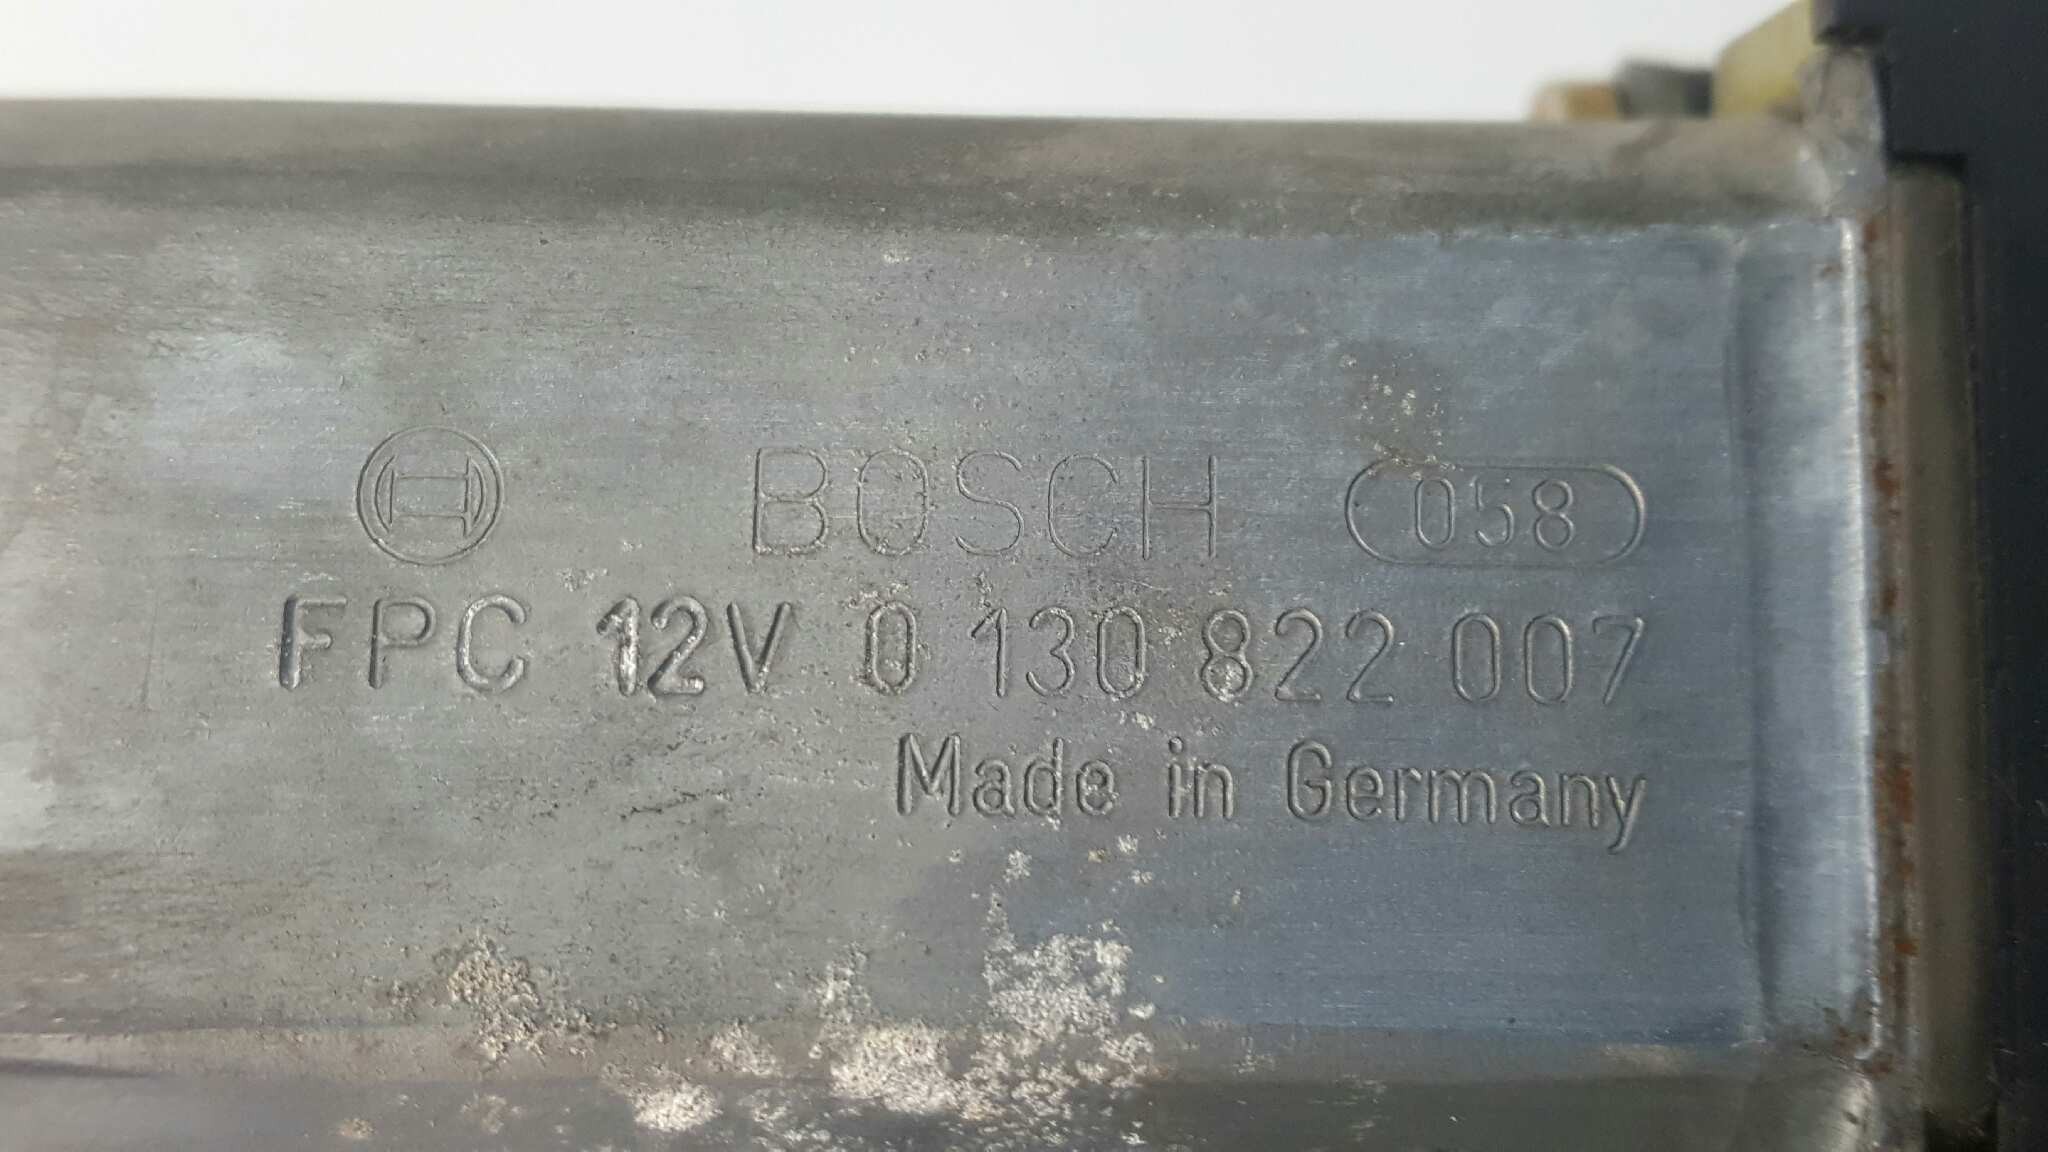 BOSCH 058
FPC 12V 0 130 822 007
Made in Germany